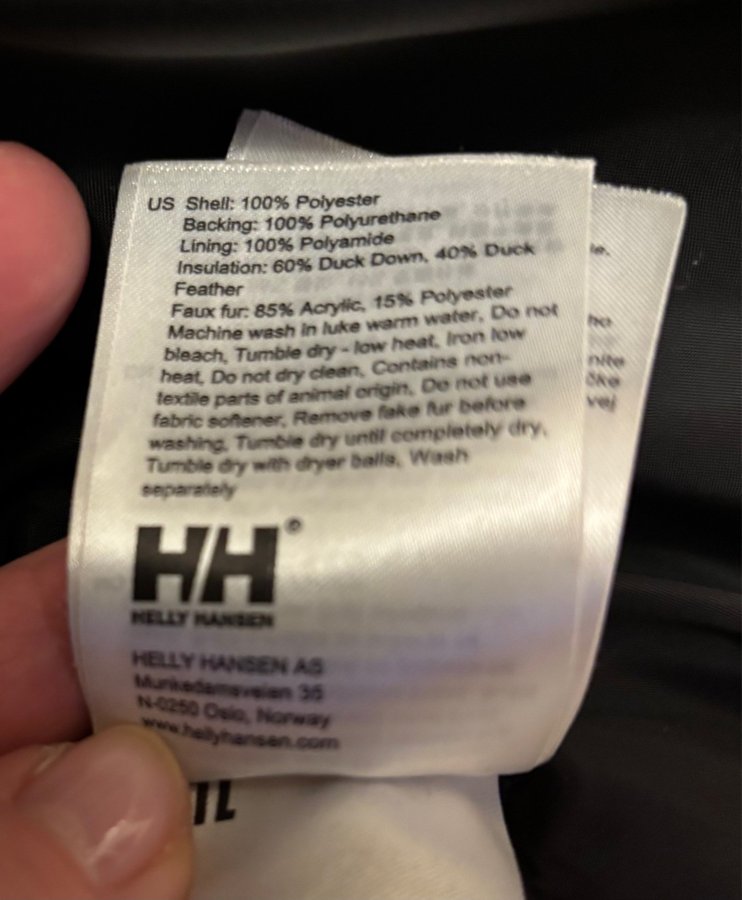 US Shell: 100% Polyester
Backing: 100% Polyurethane
Lining: 100% Polyamide
Insulation: 60% Duck Down, 40% Duck
Feather
Faux fur: 85% Acrylic, 15% Polyester
Machine wash in luke warm water, Do not
bleach, Tumble dry - low heat, Iron low
heat, Do not dry clean, Contains non-
textile parts of animal origin, Do not use
fabric softener, Remove fake fur before
washing, Tumble dry until completely dry,
Tumble dry with dryer balls, Wash
separately
HH®
HELLY HANSEN
HELLY HANSEN AS
Munkedamsveien 35
N-0250 Oslo, Norway
www.hellyhansen.com